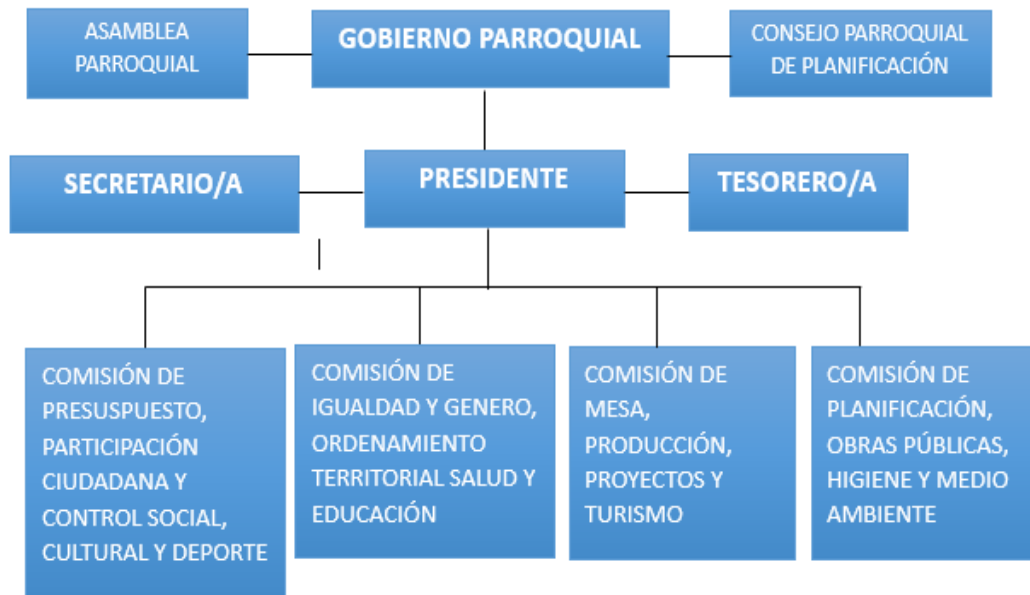 ASAMBLEA
PARROQUIAL
GOBIERNO PARROQUIAL
CONSEJO PARROQUIAL
DE PLANIFICACIÓN
SECRETARIO/A
PRESIDENTE
TESORERO/A
COMISIÓN DE
PRESUSPUESTO,
PARTICIPACIÓN
CIUDADANA Y
CONTROL SOCIAL,
CULTURAL Y DEPORTE
COMISIÓN DE
IGUALDAD Y GENERO,
ORDENAMIENTO
TERRITORIAL SALUD Y
EDUCACIÓN
COMISIÓN DE
MESA,
PRODUCCIÓN,
PROYECTOS Y
TURISMO
COMISIÓN DE
PLANIFICACIÓN,
OBRAS PÚBLICAS,
HIGIENE Y MEDIO
AMBIENTE